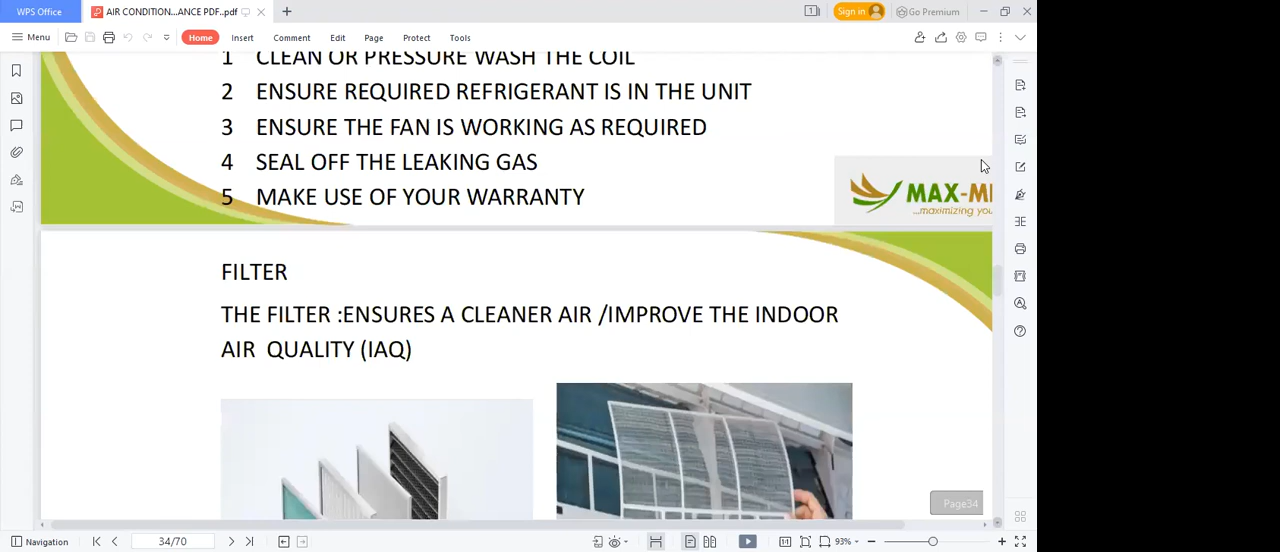 WPS Office
AIR CONDITION...ANCE PDF..pdf
1
Sign in
Go Premium
Menu
Home
Insert
Comment
Edit
Page
Protect
Tools
1 CLEAN OR PRESSURE WASH THE COIL
2 ENSURE REQUIRED REFRIGERANT IS IN THE UNIT
3 ENSURE THE FAN IS WORKING AS REQUIRED
4 SEAL OFF THE LEAKING GAS
5 MAKE USE OF YOUR WARRANTY
MAX-MI
...maximizing you
FILTER
THE FILTER :ENSURES A CLEANER AIR /IMPROVE THE INDOOR
AIR QUALITY (IAQ)
Page34
Navigation
34/70
93%